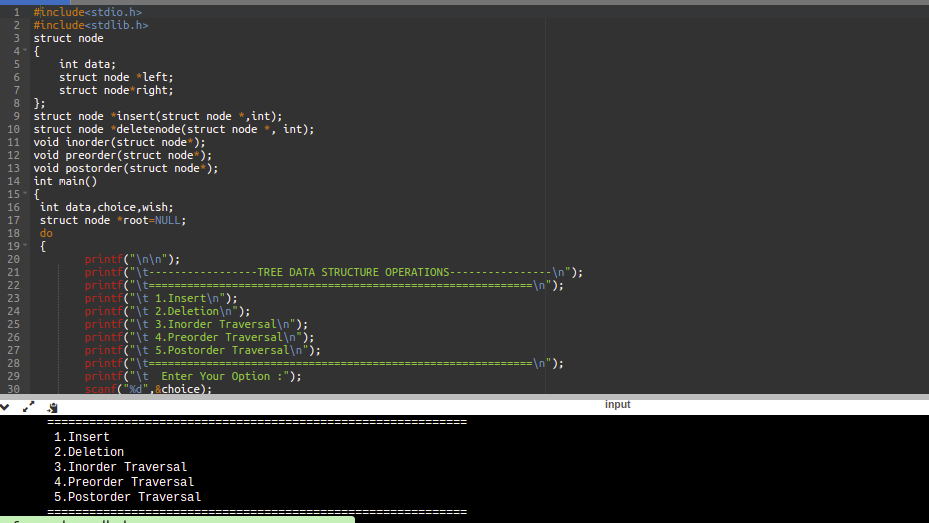 1 #include<stdio.h>
2 #include<stdlib.h>
3 struct node
4 {
5 int data;
6 struct node *left;
7 struct node*right;
8 };
9 struct node *insert(struct node *,int);
10 struct node *deletenode(struct node *, int);
11 void inorder(struct node*);
12 void preorder(struct node*);
13 void postorder(struct node*);
14 int main()
15 {
16 int data,choice,wish;
17 struct node *root=NULL;
18 do
19 {
20 printf("\n\n");
21 printf("\t-----------------TREE DATA STRUCTURE OPERATIONS----------------\n");
22 printf("\t============================================================\n");
23 printf("\t 1.Insert\n");
24 printf("\t 2.Deletion\n");
25 printf("\t 3.Inorder Traversal\n");
26 printf("\t 4.Preorder Traversal\n");
27 printf("\t 5.Postorder Traversal\n");
28 printf("\t============================================================\n");
29 printf("\t  Enter Your Option :");
30 scanf("%d",&choice);
input
============================================================
1.Insert
2.Deletion
3.Inorder Traversal
4.Preorder Traversal
5.Postorder Traversal
============================================================